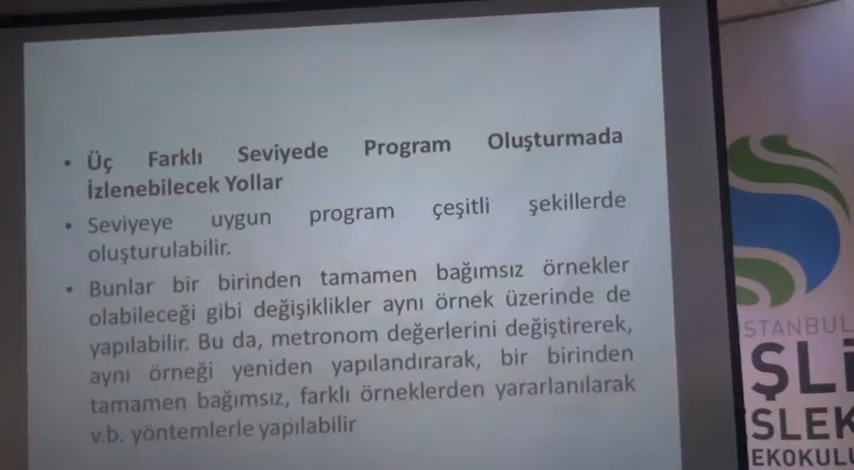 • Üç Farklı Seviyede Program Oluşturmada
İzlenebilecek Yollar
• Seviyeye uygun program çeşitli şekillerde
oluşturulabilir.
• Bunlar bir birinden tamamen bağımsız örnekler
olabileceği gibi değişiklikler aynı örnek üzerinde de
yapılabilir. Bu da, metronom değerlerini değiştirerek,
aynı örneği yeniden yapılandırarak, bir birinden
tamamen bağımsız, farklı örneklerden yararlanılarak
v.b. yöntemlerle yapılabilir
STANBUL
ŞLİ
SLEK
EKOKULU